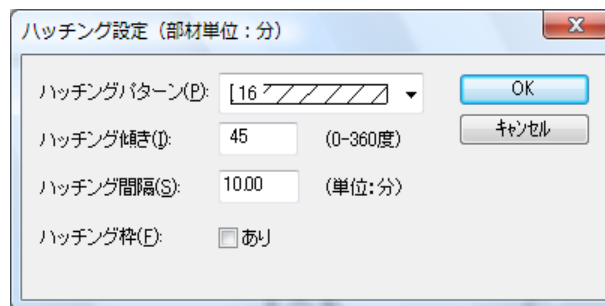 ハッチング設定（部材単位：分）
ハッチングパターン(P): [16
OK
ハッチング傾き(I): 45 (0-360度)
キャンセル
ハッチング間隔(S): 10.00 (単位:分)
ハッチング枠(F): あり